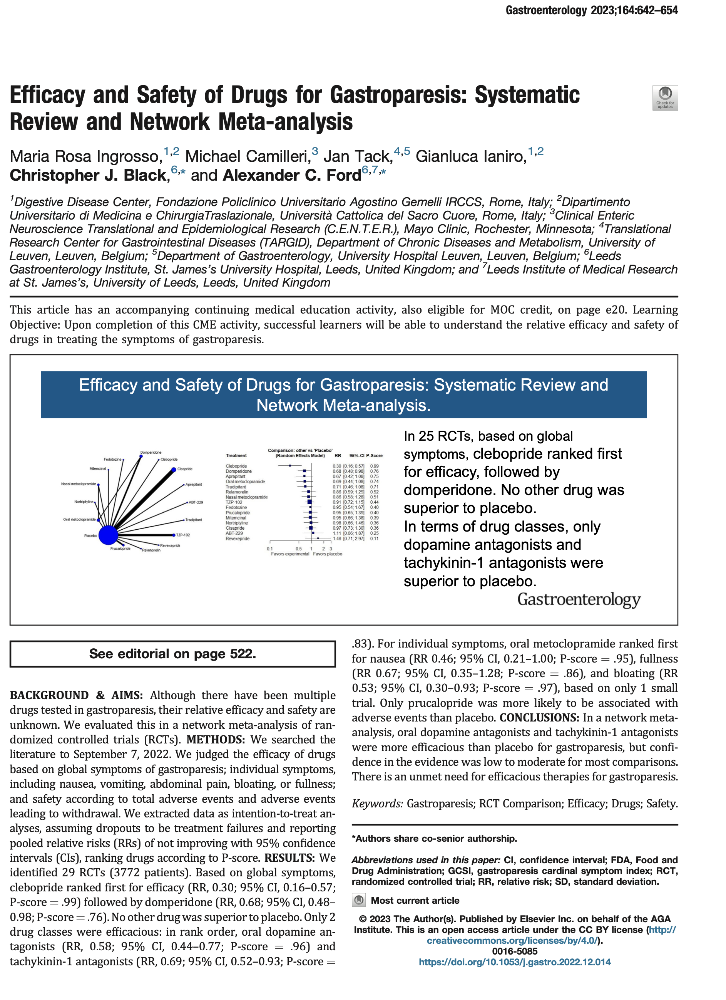 Gastroenterology 2023;164:642–654
Efficacy and Safety of Drugs for Gastroparesis: Systematic
Review and Network Meta-analysis
Check for
updates
Maria Rosa Ingrosso,1,2 Michael Camilleri,3 Jan Tack,4,5 Gianluca Ianiro,1,2
Christopher J. Black,6,* and Alexander C. Ford6,7,*
1Digestive Disease Center, Fondazione Policlinico Universitario Agostino Gemelli IRCCS, Rome, Italy; 2Dipartimento
Universitario di Medicina e ChirurgiaTraslazionale, Università Cattolica del Sacro Cuore, Rome, Italy; 3Clinical Enteric
Neuroscience Translational and Epidemiological Research (C.E.N.T.E.R.), Mayo Clinic, Rochester, Minnesota; 4Translational
Research Center for Gastrointestinal Diseases (TARGID), Department of Chronic Diseases and Metabolism, University of
Leuven, Leuven, Belgium; 5Department of Gastroenterology, University Hospital Leuven, Leuven, Belgium; 6Leeds
Gastroenterology Institute, St. James's University Hospital, Leeds, United Kingdom; and 7Leeds Institute of Medical Research
at St. James's, University of Leeds, Leeds, United Kingdom
This article has an accompanying continuing medical education activity, also eligible for MOC credit, on page e20. Learning
Objective: Upon completion of this CME activity, successful learners will be able to understand the relative efficacy and safety of
drugs in treating the symptoms of gastroparesis.
Efficacy and Safety of Drugs for Gastroparesis: Systematic Review and
Network Meta-analysis.
Domperidone
Fedotozine
Clebopride
Mitemcinal
Cisapride
Nasal metoclopramide
Aprepitant
Nortriptyline
ABT-229
Oral metoclopramide
Tradipitant
Placebo
TZP-102
Prucalopride
Relamorelin
Revexepride
Comparison: other vs 'Placebo'
Treatment (Random Effects Model) RR 95%-CI P-Score
Clebopride 0.30 [0.16; 0.57] 0.99
Domperidone 0.68 [0.48; 0.98] 0.76
Aprepitant 0.67 [0.42; 1.08] 0.75
Oral metoclopramide 0.69 [0.44; 1.08] 0.74
Tradipitant 0.71 [0.46; 1.08] 0.71
Relamorelin 0.86 [0.59; 1.25] 0.52
Nasal metoclopramide 0.86 [0.58; 1.28] 0.51
TZP-102 0.91 [0.72; 1.15] 0.44
Fedotozine 0.95 [0.54; 1.67] 0.40
Prucalopride 0.95 [0.65; 1.39] 0.40
Mitemcinal 0.95 [0.66; 1.38] 0.39
Nortriptyline 0.98 [0.66; 1.46] 0.36
Cisapride 0.97 [0.73; 1.30] 0.36
ABT-229 1.11 [0.66; 1.87] 0.25
Revexepride 1.46 [0.71; 2.97] 0.11
0.1 0.5 1 2 3
Favors experimental Favors placebo
In 25 RCTs, based on global
symptoms, clebopride ranked first
for efficacy, followed by
domperidone. No other drug was
superior to placebo.
In terms of drug classes, only
dopamine antagonists and
tachykinin-1 antagonists were
superior to placebo.
Gastroenterology
See editorial on page 522.
BACKGROUND & AIMS: Although there have been multiple
drugs tested in gastroparesis, their relative efficacy and safety are
unknown. We evaluated this in a network meta-analysis of ran-
domized controlled trials (RCTs). METHODS: We searched the
literature to September 7, 2022. We judged the efficacy of drugs
based on global symptoms of gastroparesis; individual symptoms,
including nausea, vomiting, abdominal pain, bloating, or fullness;
and safety according to total adverse events and adverse events
leading to withdrawal. We extracted data as intention-to-treat an-
alyses, assuming dropouts to be treatment failures and reporting
pooled relative risks (RRs) of not improving with 95% confidence
intervals (CIs), ranking drugs according to P-score. RESULTS: We
identified 29 RCTs (3772 patients). Based on global symptoms,
clebopride ranked first for efficacy (RR, 0.30; 95% CI, 0.16–0.57;
P-score = .99) followed by domperidone (RR, 0.68; 95% CI, 0.48–
0.98; P-score = .76). No other drug was superior to placebo. Only 2
drug classes were efficacious: in rank order, oral dopamine an-
tagonists (RR, 0.58; 95% CI, 0.44–0.77; P-score = .96) and
tachykinin-1 antagonists (RR, 0.69; 95% CI, 0.52–0.93; P-score =
.83). For individual symptoms, oral metoclopramide ranked first
for nausea (RR 0.46; 95% CI, 0.21–1.00; P-score = .95), fullness
(RR 0.67; 95% CI, 0.35–1.28; P-score = .86), and bloating (RR
0.53; 95% CI, 0.30–0.93; P-score = .97), based on only 1 small
trial. Only prucalopride was more likely to be associated with
adverse events than placebo. CONCLUSIONS: In a network meta-
analysis, oral dopamine antagonists and tachykinin-1 antagonists
were more efficacious than placebo for gastroparesis, but confi-
dence in the evidence was low to moderate for most comparisons.
There is an unmet need for efficacious therapies for gastroparesis.
Keywords: Gastroparesis; RCT Comparison; Efficacy; Drugs; Safety.
*Authors share co-senior authorship.
Abbreviations used in this paper: CI, confidence interval; FDA, Food and
Drug Administration; GCSI, gastroparesis cardinal symptom index; RCT,
randomized controlled trial; RR, relative risk; SD, standard deviation.
Most current article
© 2023 The Author(s). Published by Elsevier Inc. on behalf of the AGA
Institute. This is an open access article under the CC BY license (http://
creativecommons.org/licenses/by/4.0/).
0016-5085
https://doi.org/10.1053/j.gastro.2022.12.014